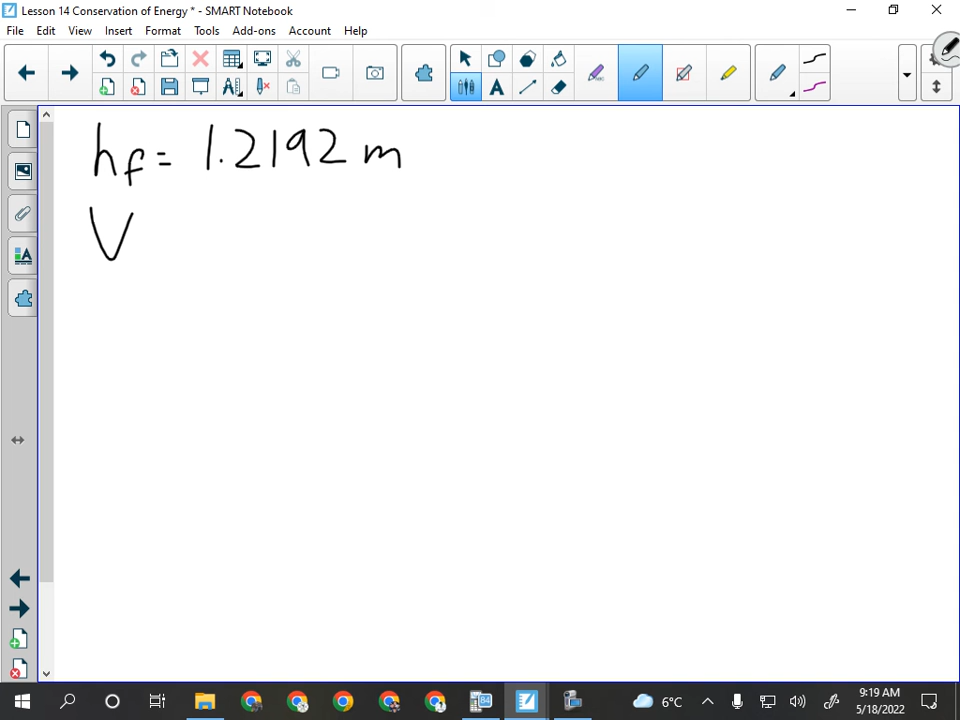 Lesson 14 Conservation of Energy * - SMART Notebook
File Edit View Insert Format Tools Add-ons Account Help
hf = 1.2192 m
V
6°C
9:19 AM
5/18/2022